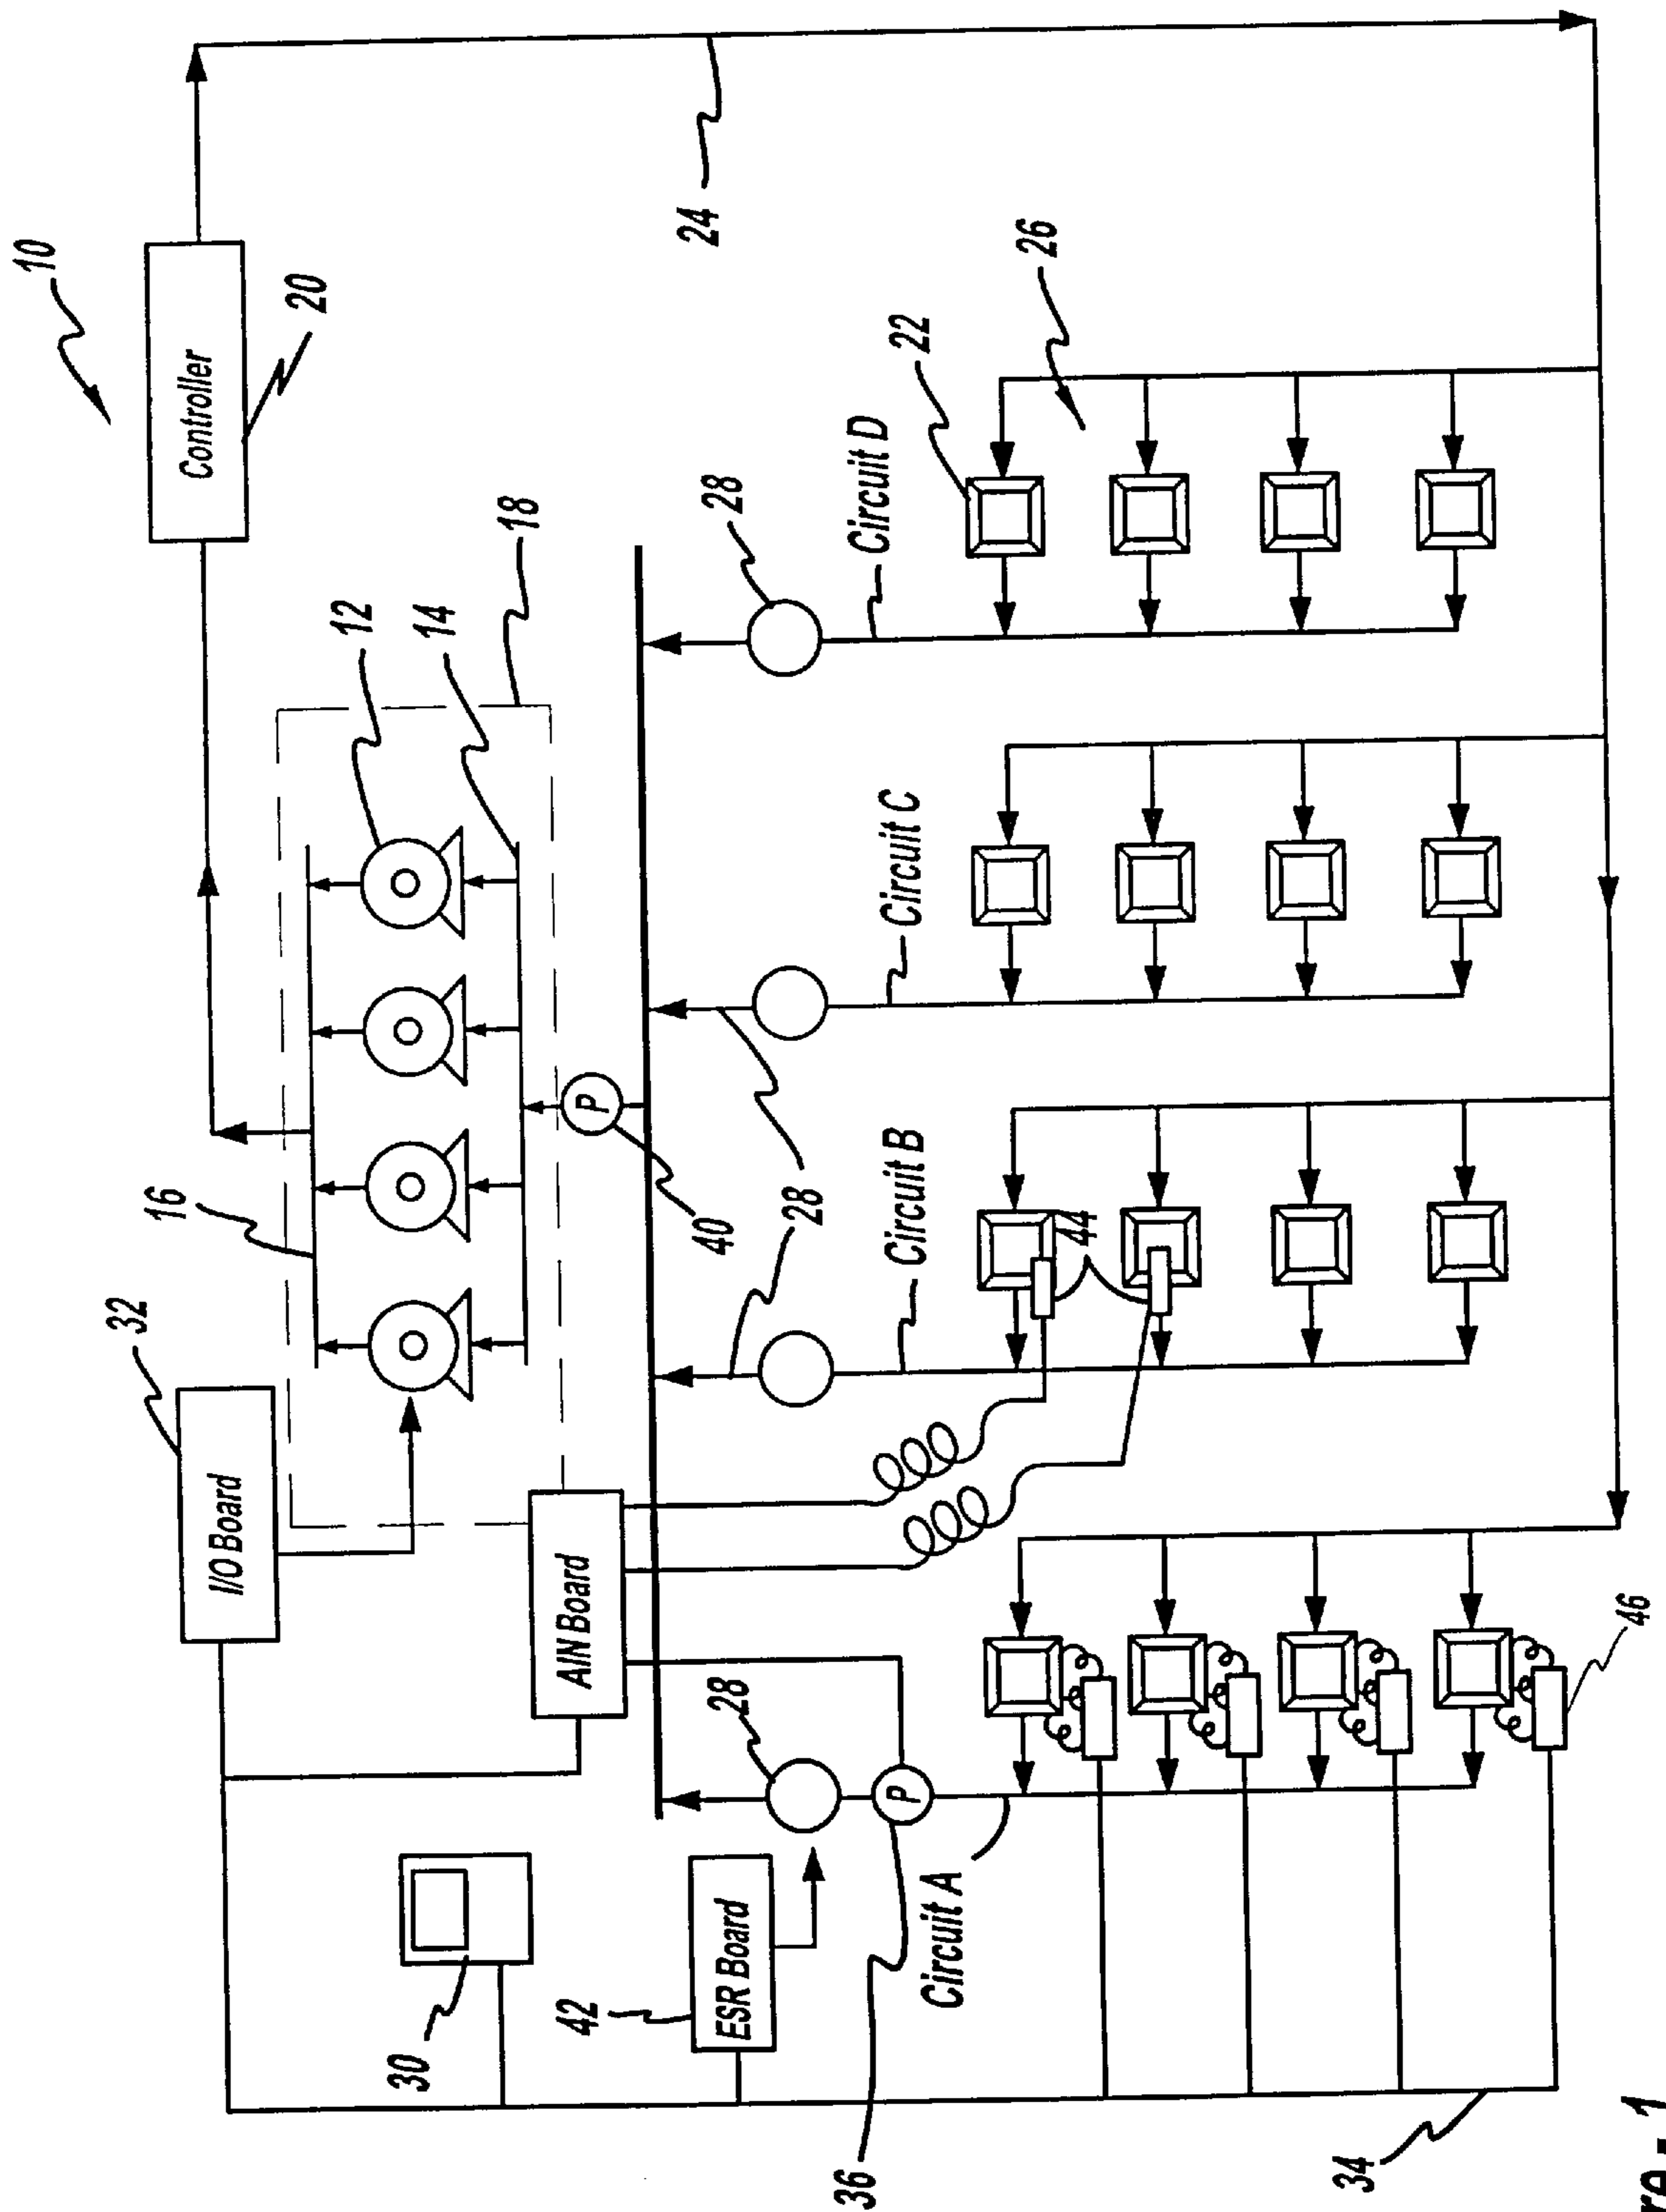 10
Controller
20
24
32
I/O Board
16
12
14
18
AIN Board
P
40
30
42
ESR Board
28
28
28
28
36
P
Circuit A
Circuit B
Circuit C
Circuit D
22
26
44
46
34
re - 1